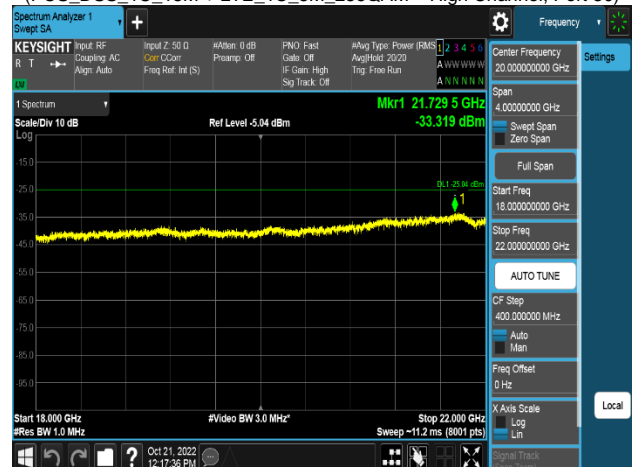 Spectrum Analyzer 1
Swept SA
Frequency
KEYSIGHT
R T
LXI
Input: RF
Coupling: AC
Align: Auto
Input Z: 50 Ω
Corr CCorr
Freq Ref: Int (S)
#Atten: 0 dB
Preamp: Off
PNO: Fast
Gate: Off
IF Gain: High
Sig Track: Off
#Avg Type: Power (RMS
Avg|Hold: 20/20
Trig: Free Run
1 2 3 4 5 6
A W W W W W
A N N N N N
Center Frequency
20.000000000 GHz
Settings
Span
4.00000000 GHz
Swept Span
Zero Span
Full Span
Start Freq
18.000000000 GHz
Stop Freq
22.000000000 GHz
AUTO TUNE
CF Step
400.000000 MHz
Auto
Man
Freq Offset
0 Hz
X Axis Scale
Log
Lin
Signal Track
Local
1 Spectrum
Mkr1 21.729 5 GHz
-33.319 dBm
Scale/Div 10 dB
Ref Level -5.04 dBm
Log
-15.0
DL1 -25.04 dBm
-25.0
1
-35.0
-45.0
-55.0
-65.0
-75.0
-85.0
-95.0
Start 18.000 GHz
#Video BW 3.0 MHz*
Stop 22.000 GHz
#Res BW 1.0 MHz
Sweep ~11.2 ms (8001 pts)
?
Oct 21, 2022
12:17:36 PM